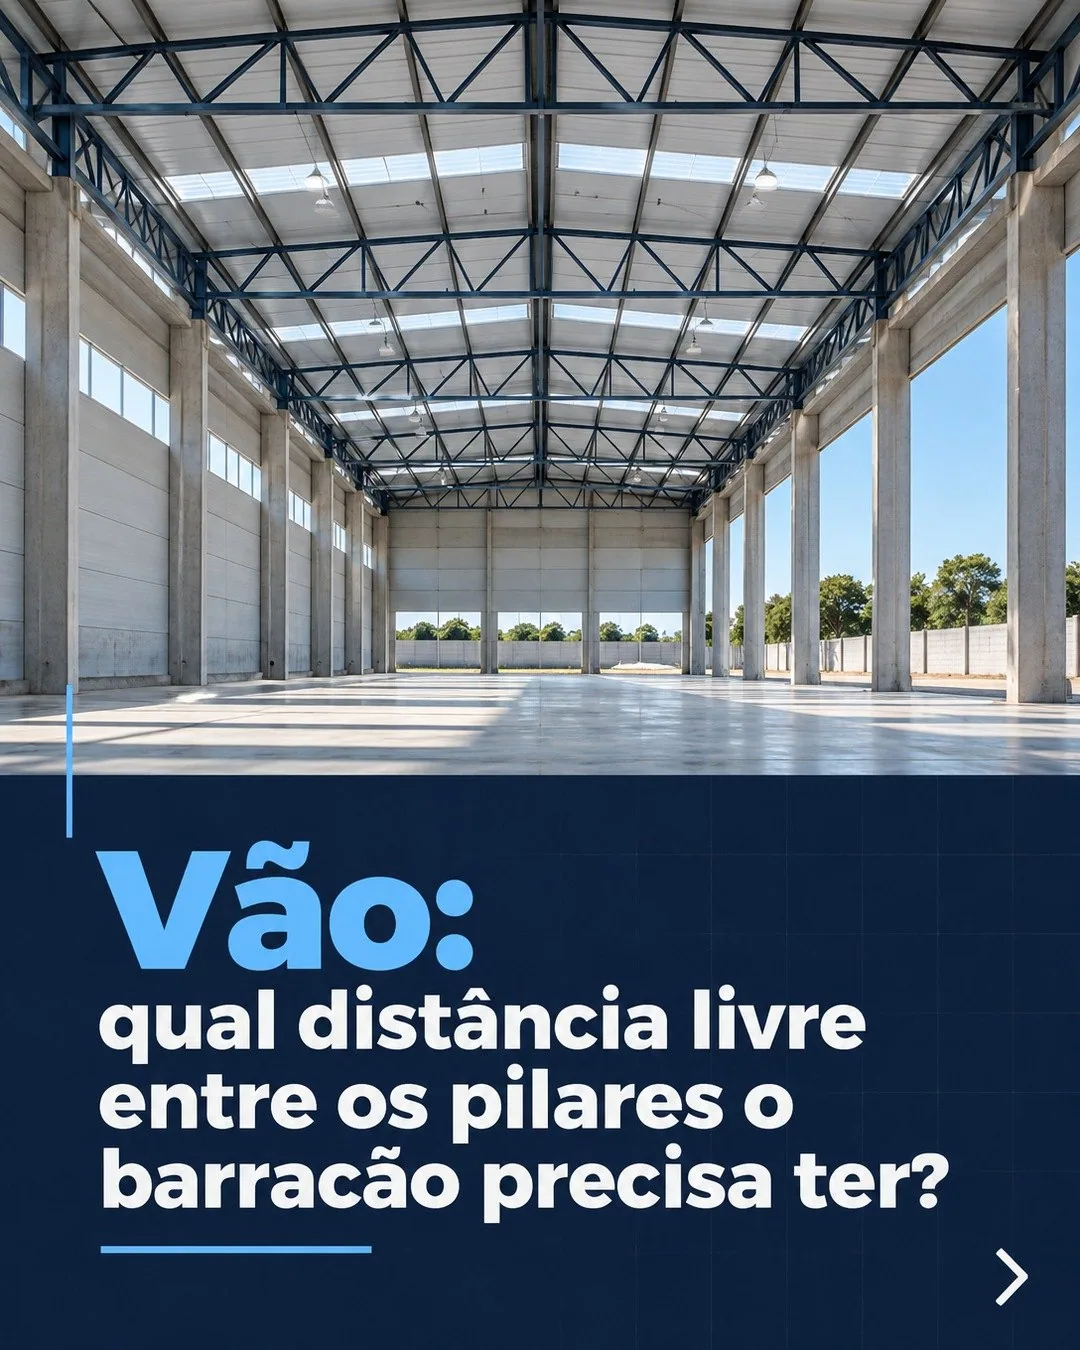 Vão:
qual distância livre
entre os pilares o
barracão precisa ter?